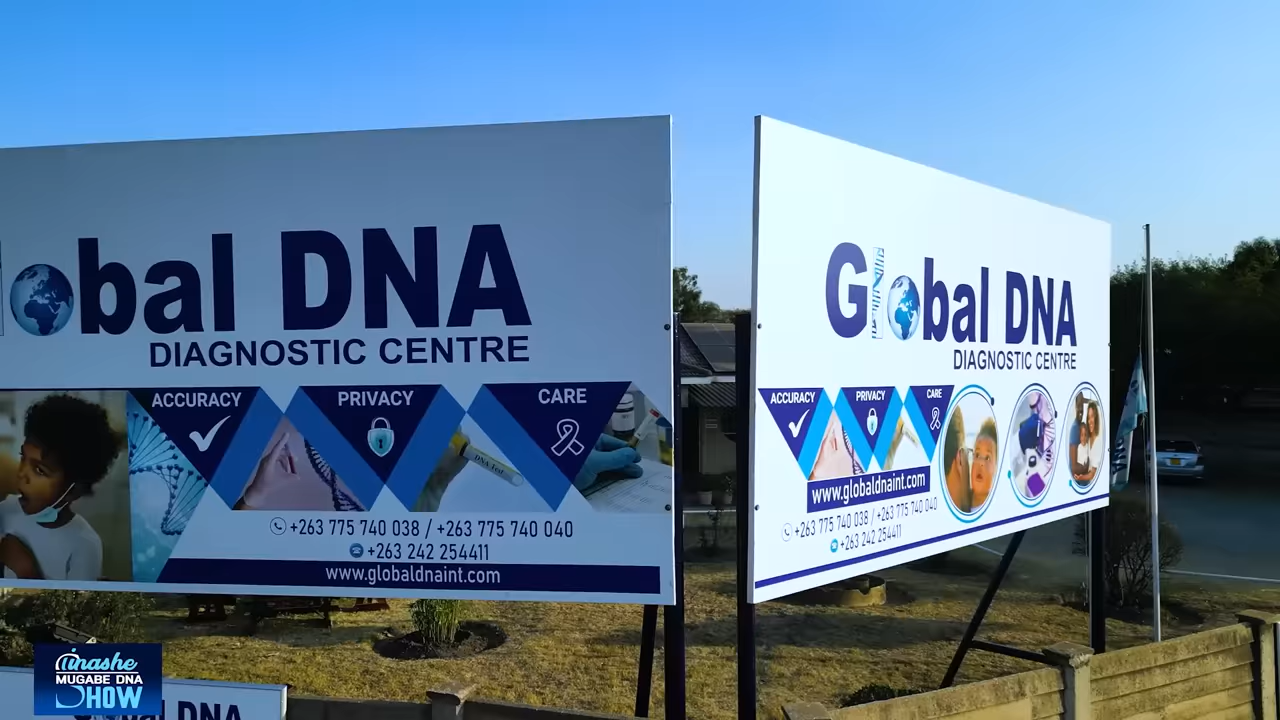 lobal DNA
DIAGNOSTIC CENTRE
ACCURACY
PRIVACY
CARE
DNA Test
+263 775 740 038 / +263 775 740 040
+263 242 254411
www.globaldnaint.com
Global DNA
DIAGNOSTIC CENTRE
ACCURACY
PRIVACY
CARE
www.globaldnaint.com
+263 775 740 038 / +263 775 740 040
+263 242 254411
Tinashe
MUGABE DNA
SHOW
DNA